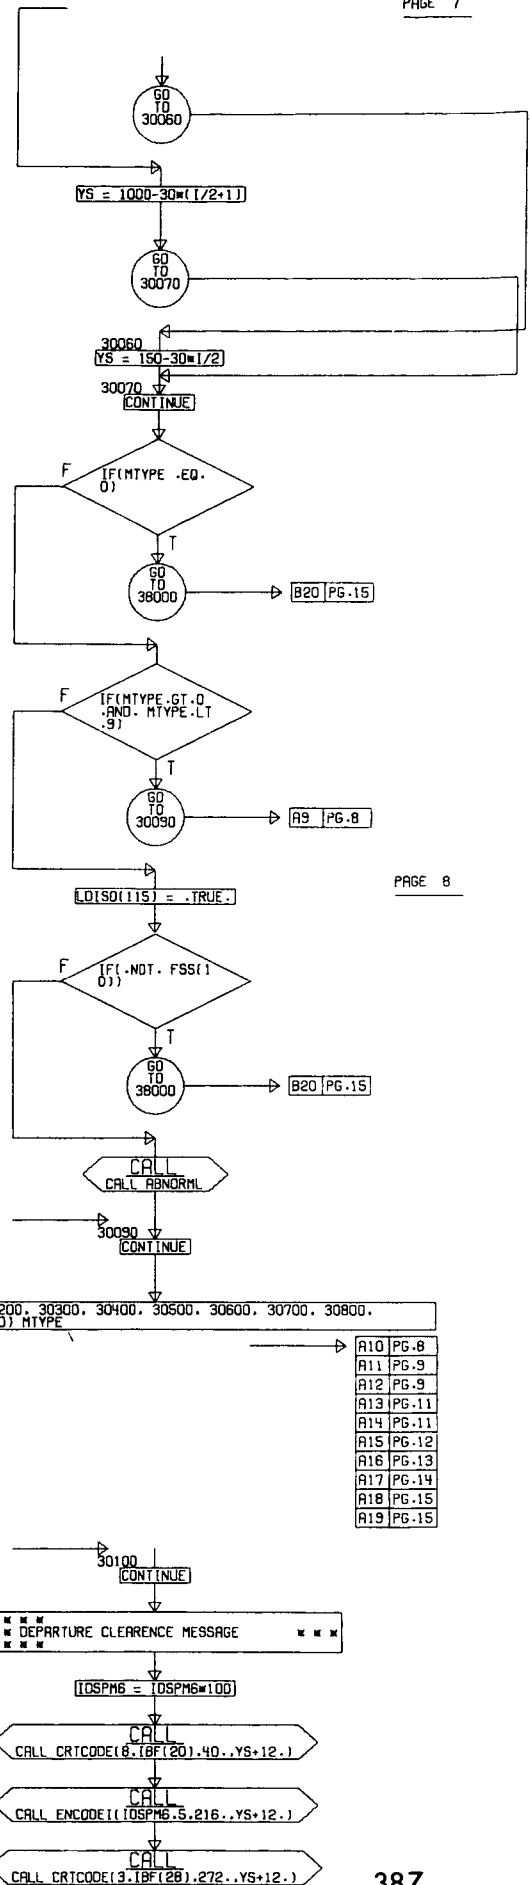 PAGE 7
GO
TO
30060
YS = 1000-30*(I/2+1)
GO
TO
30070
30060
YS = 150-30*I/2
30070
CONTINUE
F
IF(MTYPE .EQ.
0)
T
GO
TO
38000
B20 PG.15
F
IF(MTYPE.GT.0
.AND. MTYPE.LT
.9)
T
GO
TO
30090
A9 PG.8
PAGE 8
LDISO(115) = .TRUE.
F
IF(.NOT. FSS(1
0))
T
GO
TO
38000
B20 PG.15
CALL
CALL ABNORML
30090
CONTINUE
200. 30300. 30400. 30500. 30600. 30700. 30800.
0) MTYPE
A10 PG.8
A11 PG.9
A12 PG.9
A13 PG.11
A14 PG.11
A15 PG.12
A16 PG.13
A17 PG.14
A18 PG.15
A19 PG.15
30100
CONTINUE
* * *
* DEPARTURE CLEARENCE MESSAGE * * *
* * *
IDSPM6 = IDSPM6*100
CALL
CALL CRTCODE(8.IBF(20).40..YS+12.)
CALL
CALL ENCODEI(IDSPM6.5.216..YS+12.)
CALL
CALL CRTCODE(3.IBF(28).272..YS+12.)
387